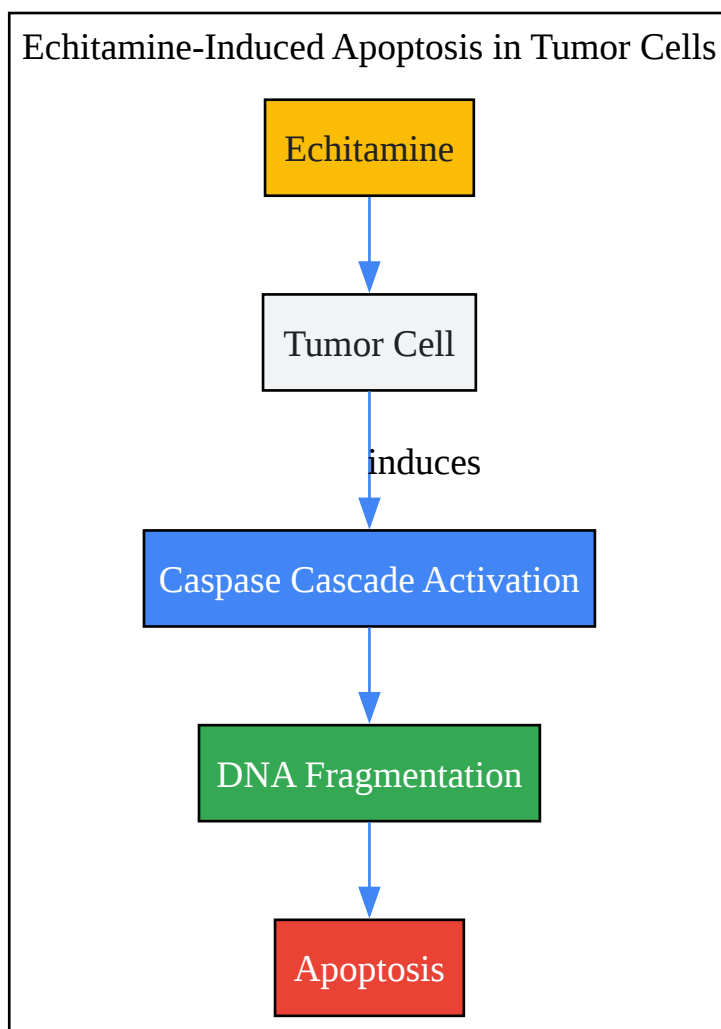 Echitamine-Induced Apoptosis in Tumor Cells
Echitamine
Tumor Cell
induces
Caspase Cascade Activation
DNA Fragmentation
Apoptosis